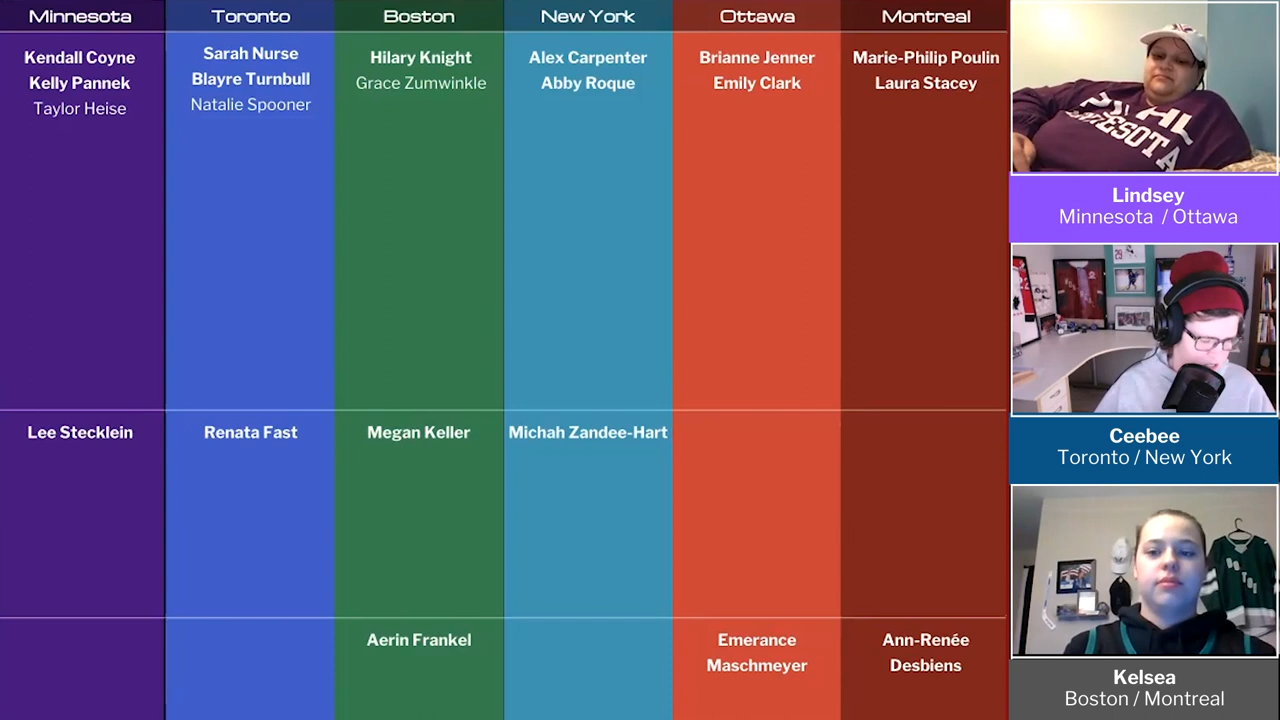 Minnesota
Toronto
Boston
New York
Ottawa
Montreal
Kendall Coyne
Kelly Pannek
Taylor Heise
Sarah Nurse
Blayre Turnbull
Natalie Spooner
Hilary Knight
Grace Zumwinkle
Alex Carpenter
Abby Roque
Brianne Jenner
Emily Clark
Marie-Philip Poulin
Laura Stacey
Lee Stecklein
Renata Fast
Megan Keller
Michah Zandee-Hart
Aerin Frankel
Emerance
Maschmeyer
Ann-Renée
Desbiens
Lindsey
Minnesota / Ottawa
Ceebee
Toronto / New York
Kelsea
Boston / Montreal